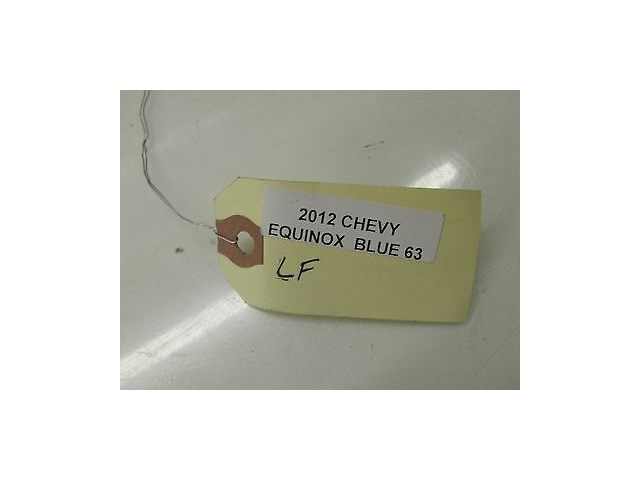 2012 CHEVY
EQUINOX BLUE 63
LF